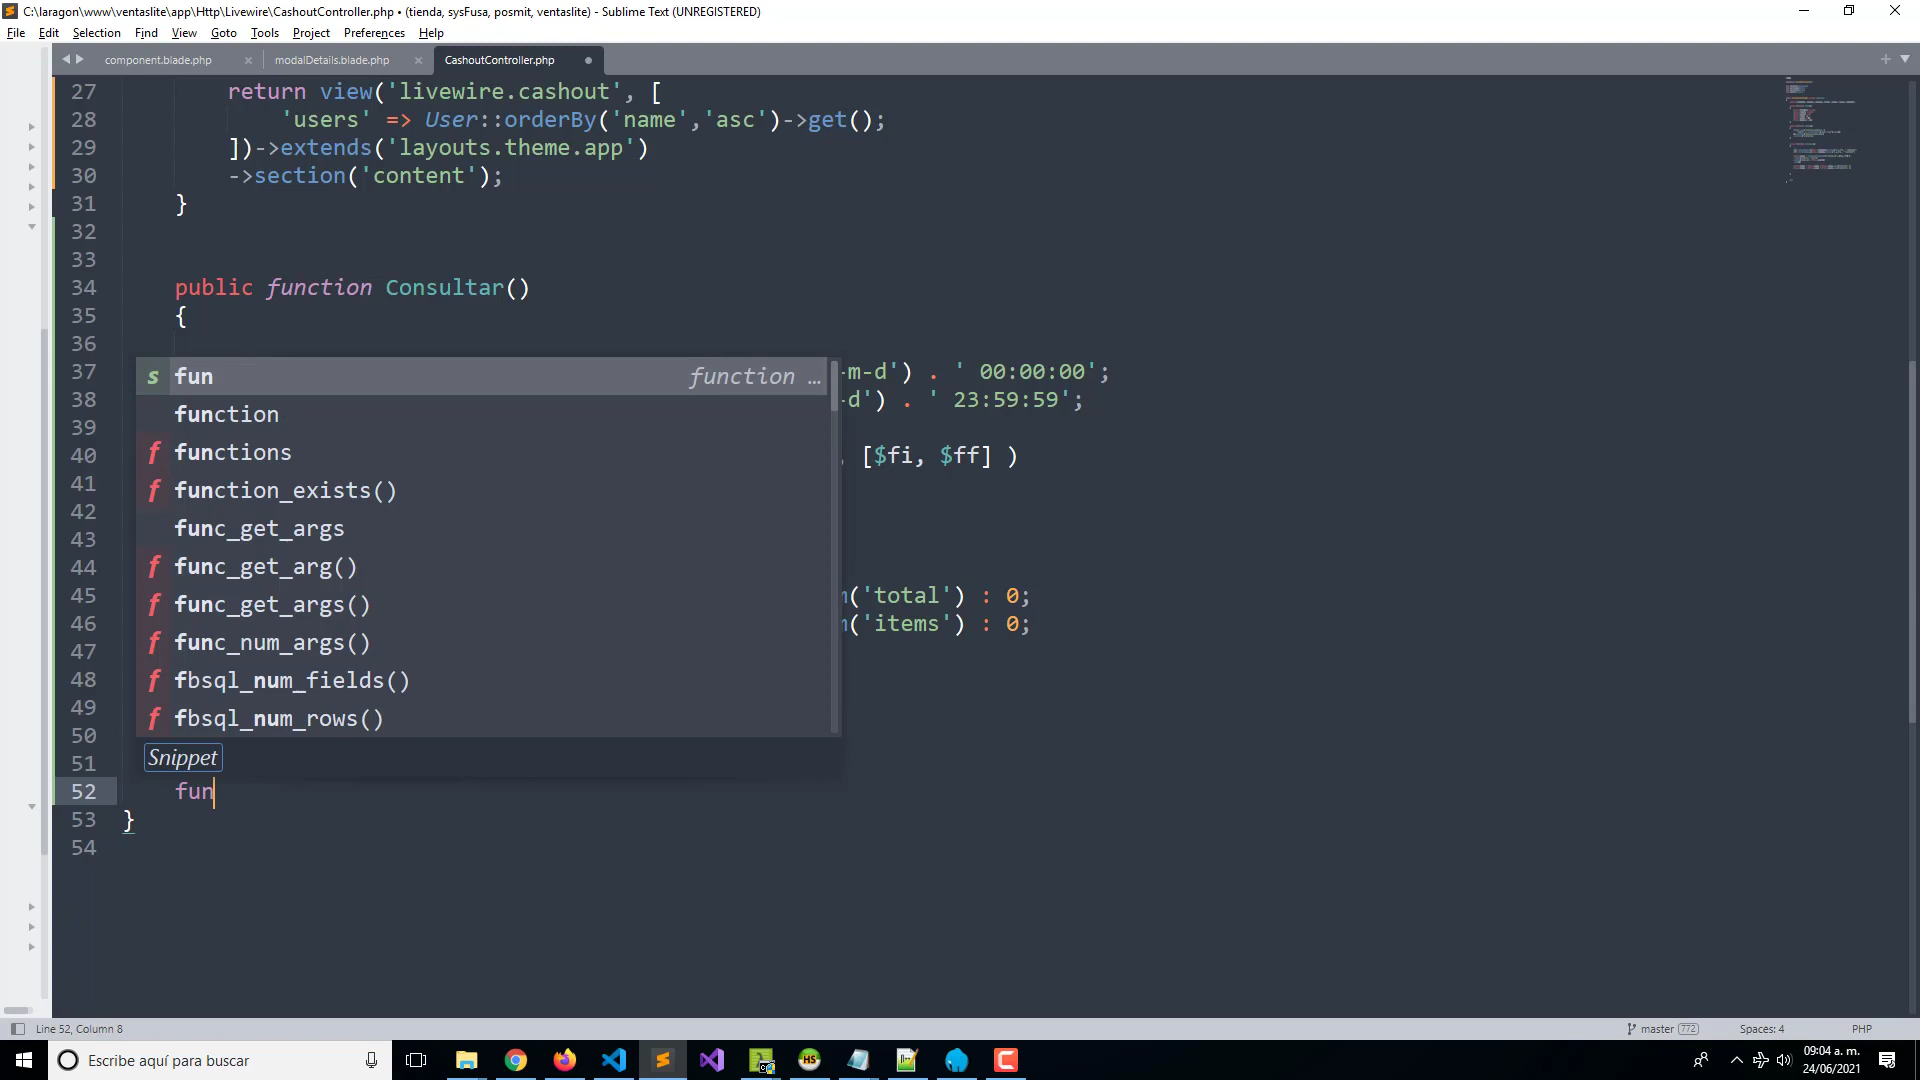 C:\laragon\www\ventaslite\app\Http\Livewire\CashoutController.php • (tienda, sysFusa, posmit, ventaslite) - Sublime Text (UNREGISTERED)
File Edit Selection Find View Goto Tools Project Preferences Help
component.blade.php modalDetails.blade.php CashoutController.php
27 return view('livewire.cashout', [
28 'users' => User::orderBy('name','asc')->get();
29 ])->extends('layouts.theme.app')
30 ->section('content');
31 }
32
33
34 public function Consultar()
35 {
36
37 -m-d') . ' 00:00:00';
38 -d') . ' 23:59:59';
39
40 , [$fi, $ff] )
41
42
43
44
45 ('total') : 0;
46 ('items') : 0;
47
48
49
50
51
52 fun
53 }
54
s fun function …
function
f functions
f function_exists()
func_get_args
f func_get_arg()
f func_get_args()
f func_num_args()
f fbsql_num_fields()
f fbsql_num_rows()
Snippet
Line 52, Column 8 master 772 Spaces: 4 PHP
Escribe aquí para buscar
09:04 a. m.
24/06/2021